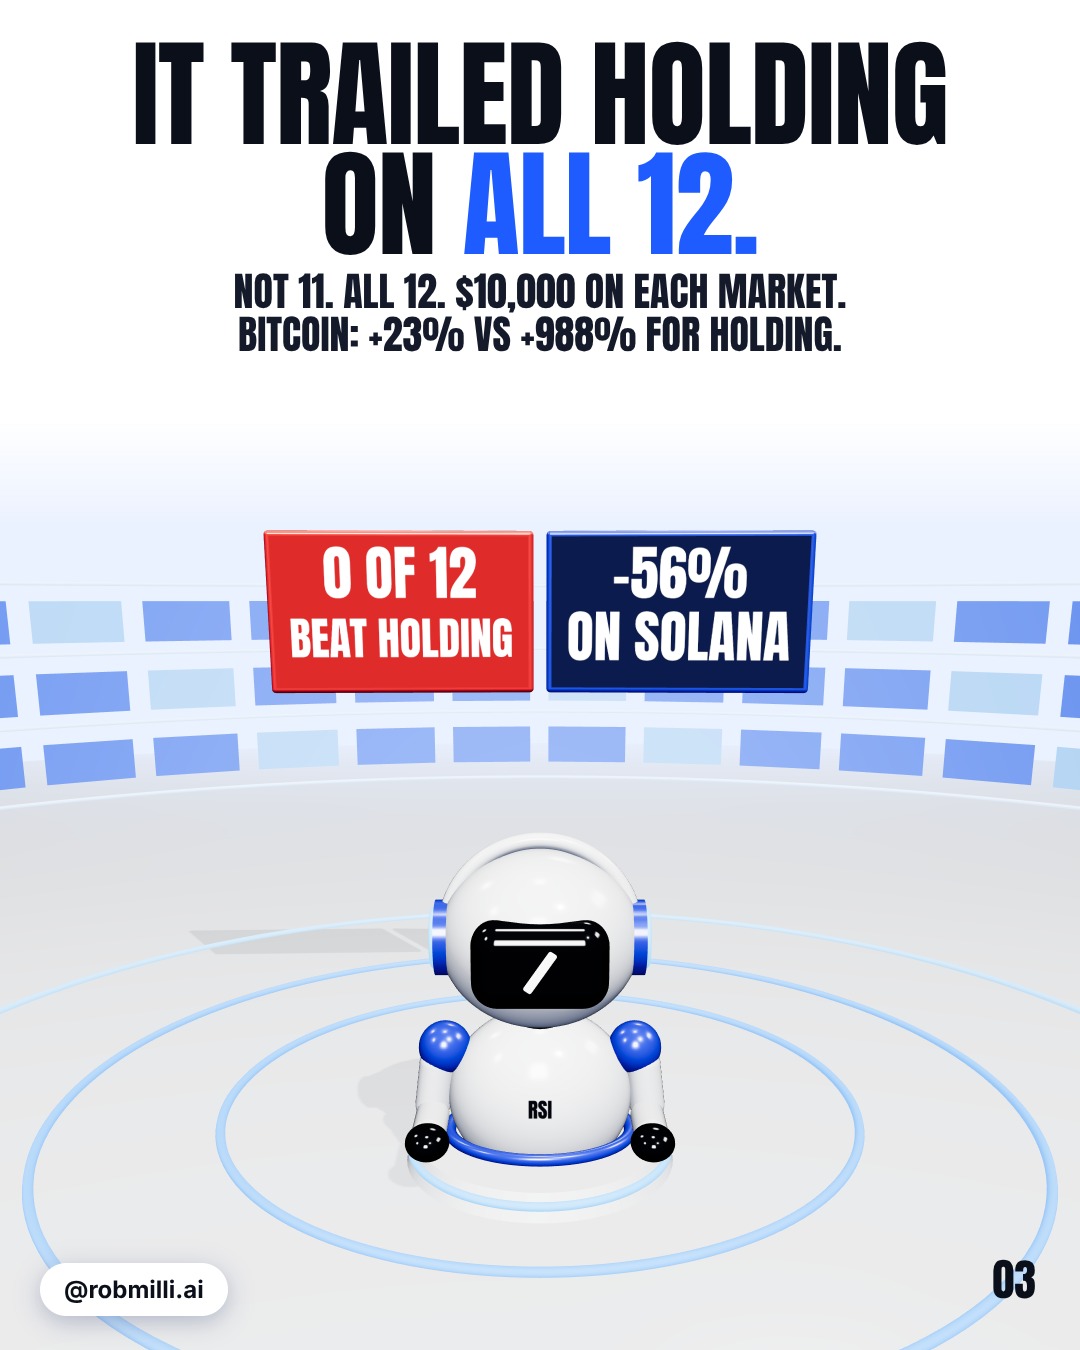 IT TRAILED HOLDING
ON ALL 12.
NOT 11. ALL 12. $10,000 ON EACH MARKET.
BITCOIN: +23% VS +988% FOR HOLDING.
0 OF 12
BEAT HOLDING
-56%
ON SOLANA
RSI
@robmilli.ai
03